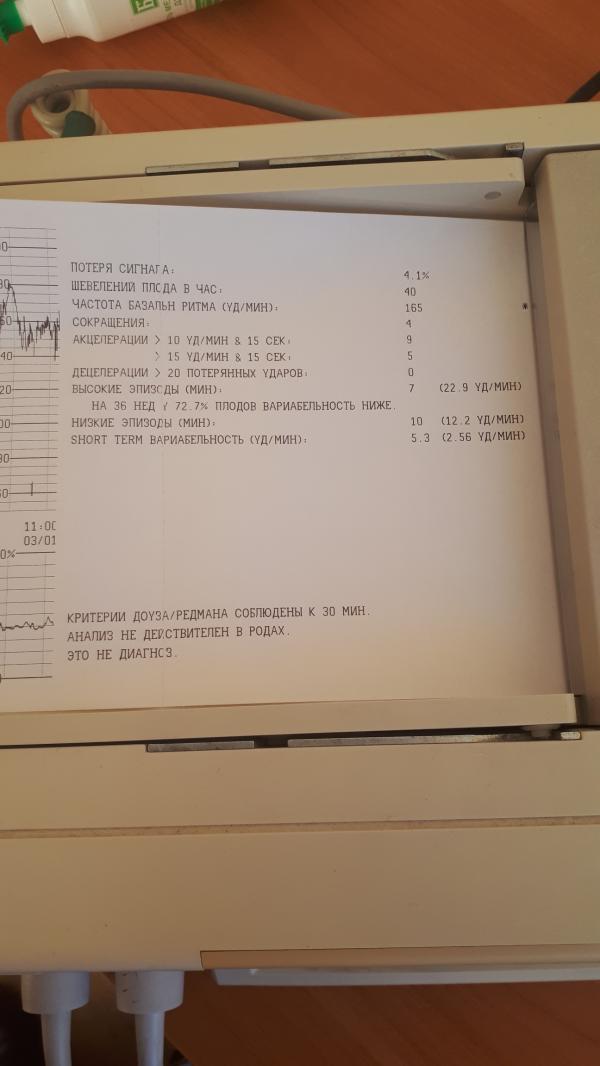 ПОТЕРЯ СИГНАГА: 4.1%
ШЕВЕЛЕНИЙ ПЛОДА В ЧАС: 40
ЧАСТОТА БАЗАЛЬН РИТМА (УД/МИН): 165 *
СОКРАЩЕНИЯ: 4
АКЦЕЛЕРАЦИИ > 10 УД/МИН & 15 СЕК: 9
> 15 УД/МИН & 15 СЕК: 5
ДЕЦЕЛЕРАЦИИ > 20 ПОТЕРЯННЫХ УДАРОВ: 0
ВЫСОКИЕ ЭПИЗОДЫ (МИН): 7 (22.9 УД/МИН)
НА 36 НЕД У 72.7% ПЛОДОВ ВАРИАБЕЛЬНОСТЬ НИЖЕ.
НИЗКИЕ ЭПИЗОДЫ (МИН): 10 (12.2 УД/МИН)
SHORT TERM ВАРИАБЕЛЬНОСТЬ (УД/МИН): 5.3 (2.56 УД/МИН)
11:00
03/01
КРИТЕРИИ ДОУЗА/РЕДМАНА СОБЛЮДЕНЫ К 30 МИН.
АНАЛИЗ НЕ ДЕЙСТВИТЕЛЕН В РОДАХ.
ЭТО НЕ ДИАГНОЗ.